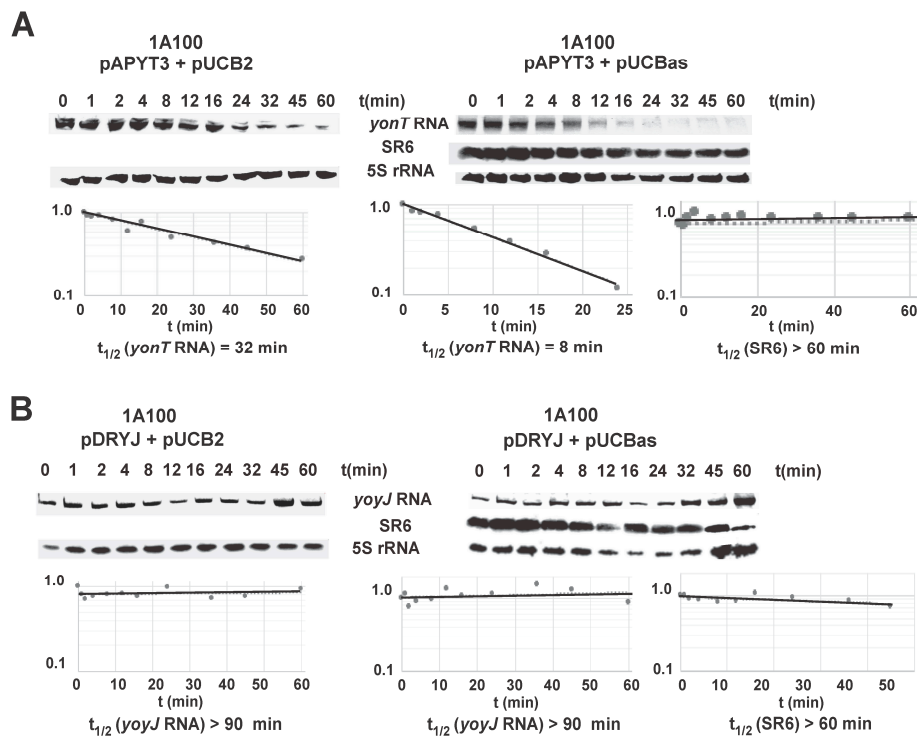 A
1A100
pAPYT3 + pUCB2
1A100
pAPYT3 + pUCBas
0 1 2 4 8 12 16 24 32 45 60 t(min)
0 1 2 4 8 12 16 24 32 45 60 t(min)
yonT RNA
SR6
5S rRNA
1.0
0.1
0 10 20 30 40 50 60
t (min)
t1/2 (yonT RNA) = 32 min
1.0
0.1
0 5 10 15 20 25
t (min)
t1/2 (yonT RNA) = 8 min
1.0
0.1
0 20 40 60
t (min)
t1/2 (SR6) > 60 min
B
1A100
pDRYJ + pUCB2
1A100
pDRYJ + pUCBas
0 1 2 4 8 12 16 24 32 45 60 t(min)
0 1 2 4 8 12 16 24 32 45 60 t(min)
yoyJ RNA
SR6
5S rRNA
1.0
0.1
0 10 20 30 40 50 60
t (min)
t1/2 (yoyJ RNA) > 90 min
1.0
0.1
0 10 20 30 40 50 60
t (min)
t1/2 (yoyJ RNA) > 90 min
1.0
0.1
0 10 20 30 40 50
t (min)
t1/2 (SR6) > 60 min